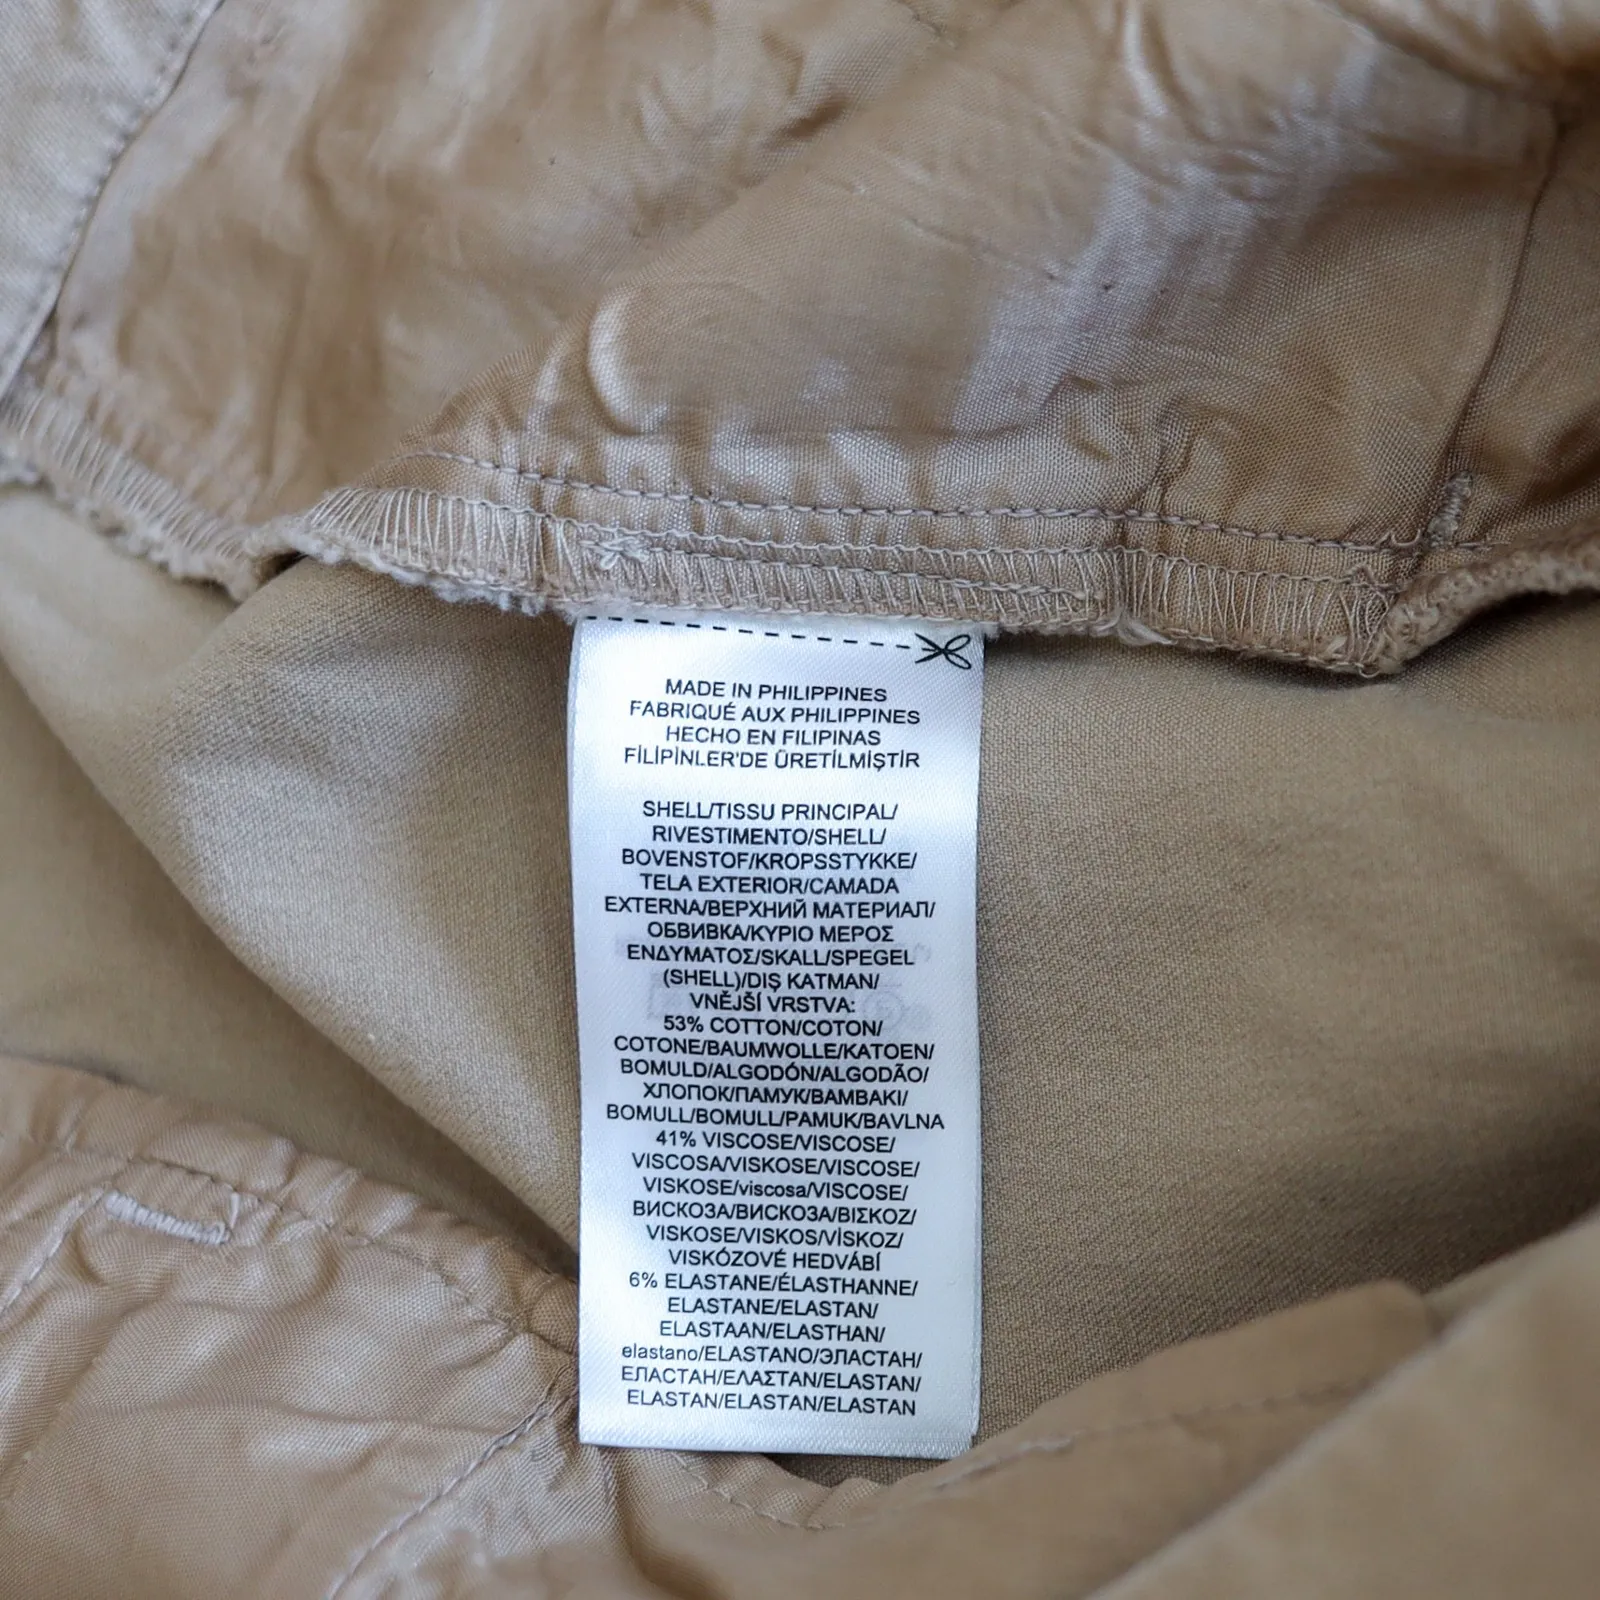 MADE IN PHILIPPINES
FABRIQUÉ AUX PHILIPPINES
HECHO EN FILIPINAS
FİLİPİNLER'DE ÜRETİLMİŞTİR
SHELL/TISSU PRINCIPAL/
RIVESTIMENTO/SHELL/
BOVENSTOF/KROPSSTYKKE/
TELA EXTERIOR/CAMADA
EXTERNA/ВЕРХНИЙ МАТЕРИАЛ/
ОБВИВКА/ΚΥΡΙΟ ΜΕΡΟΣ
ΕΝΔΥΜΑΤΟΣ/SKALL/SPEGEL
(SHELL)/DIŞ KATMAN/
VNĚJŠÍ VRSTVA:
53% COTTON/COTON/
COTONE/BAUMWOLLE/KATOEN/
BOMULD/ALGODÓN/ALGODÃO/
ХЛОПОК/ПАМУК/ΒΑΜΒΑΚΙ/
BOMULL/BOMULL/PAMUK/BAVLNA
41% VISCOSE/VISCOSE/
VISCOSA/VISKOSE/VISCOSE/
VISKOSE/viscosa/VISCOSE/
ВИСКОЗА/ВИСКОЗА/ΒΙΣΚΟΖ/
VISKOSE/VISKOS/VİSKOZ/
VISKÓZOVÉ HEDVÁBÍ
6% ELASTANE/ÉLASTHANNE/
ELASTANE/ELASTAN/
ELASTAAN/ELASTHAN/
elastano/ELASTANO/ЭЛАСТАН/
ЕЛАСТАН/ΕΛΑΣΤΑΝ/ELASTAN/
ELASTAN/ELASTAN/ELASTAN